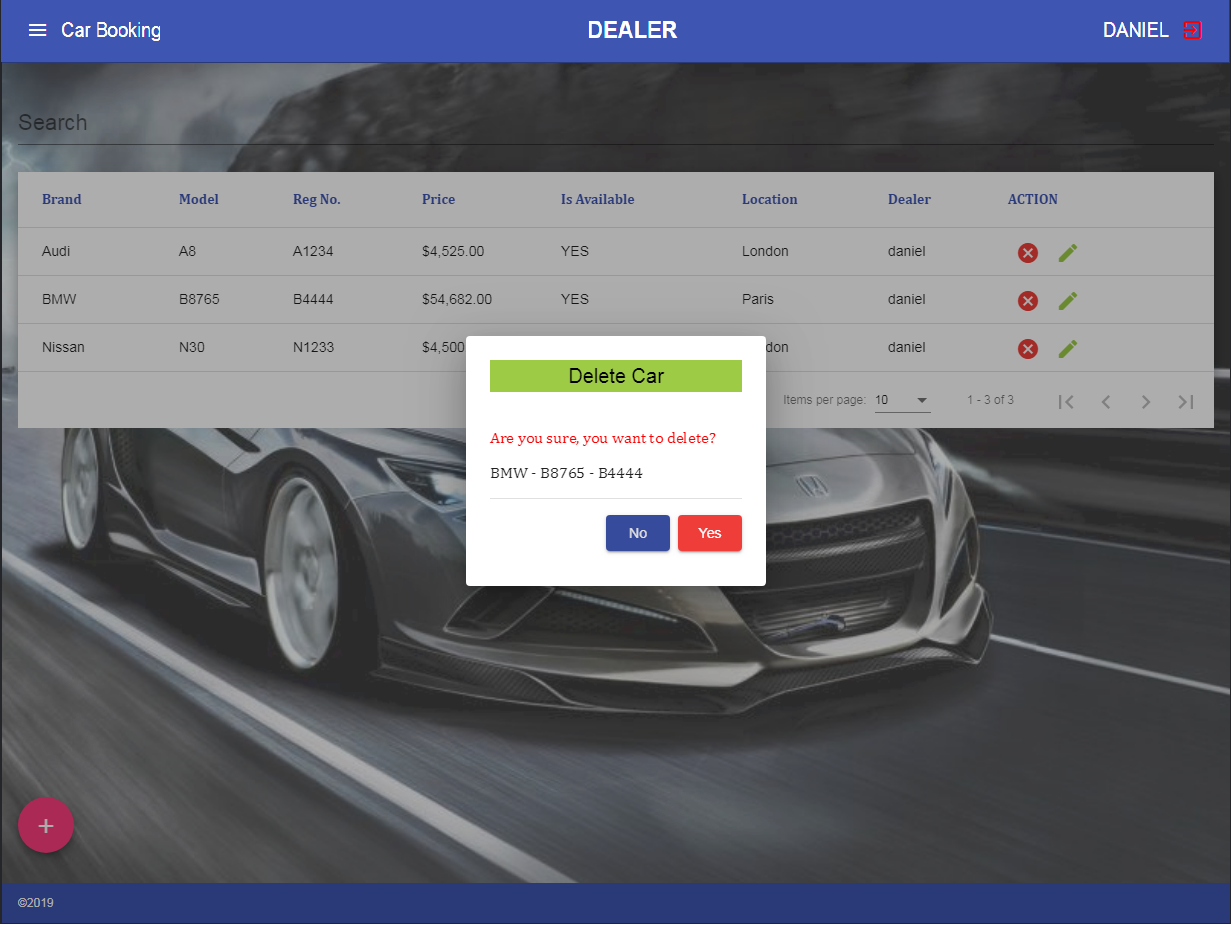 Car Booking DEALER DANIEL
Search
Brand Model Reg No. Price Is Available Location Dealer ACTION
Audi A8 A1234 $4,525.00 YES London daniel
BMW B8765 B4444 $54,682.00 YES Paris daniel
Nissan N30 N1233 $4,500 don daniel
Delete Car
Items per page: 10 1 - 3 of 3
Are you sure, you want to delete?
BMW - B8765 - B4444
No Yes
©2019